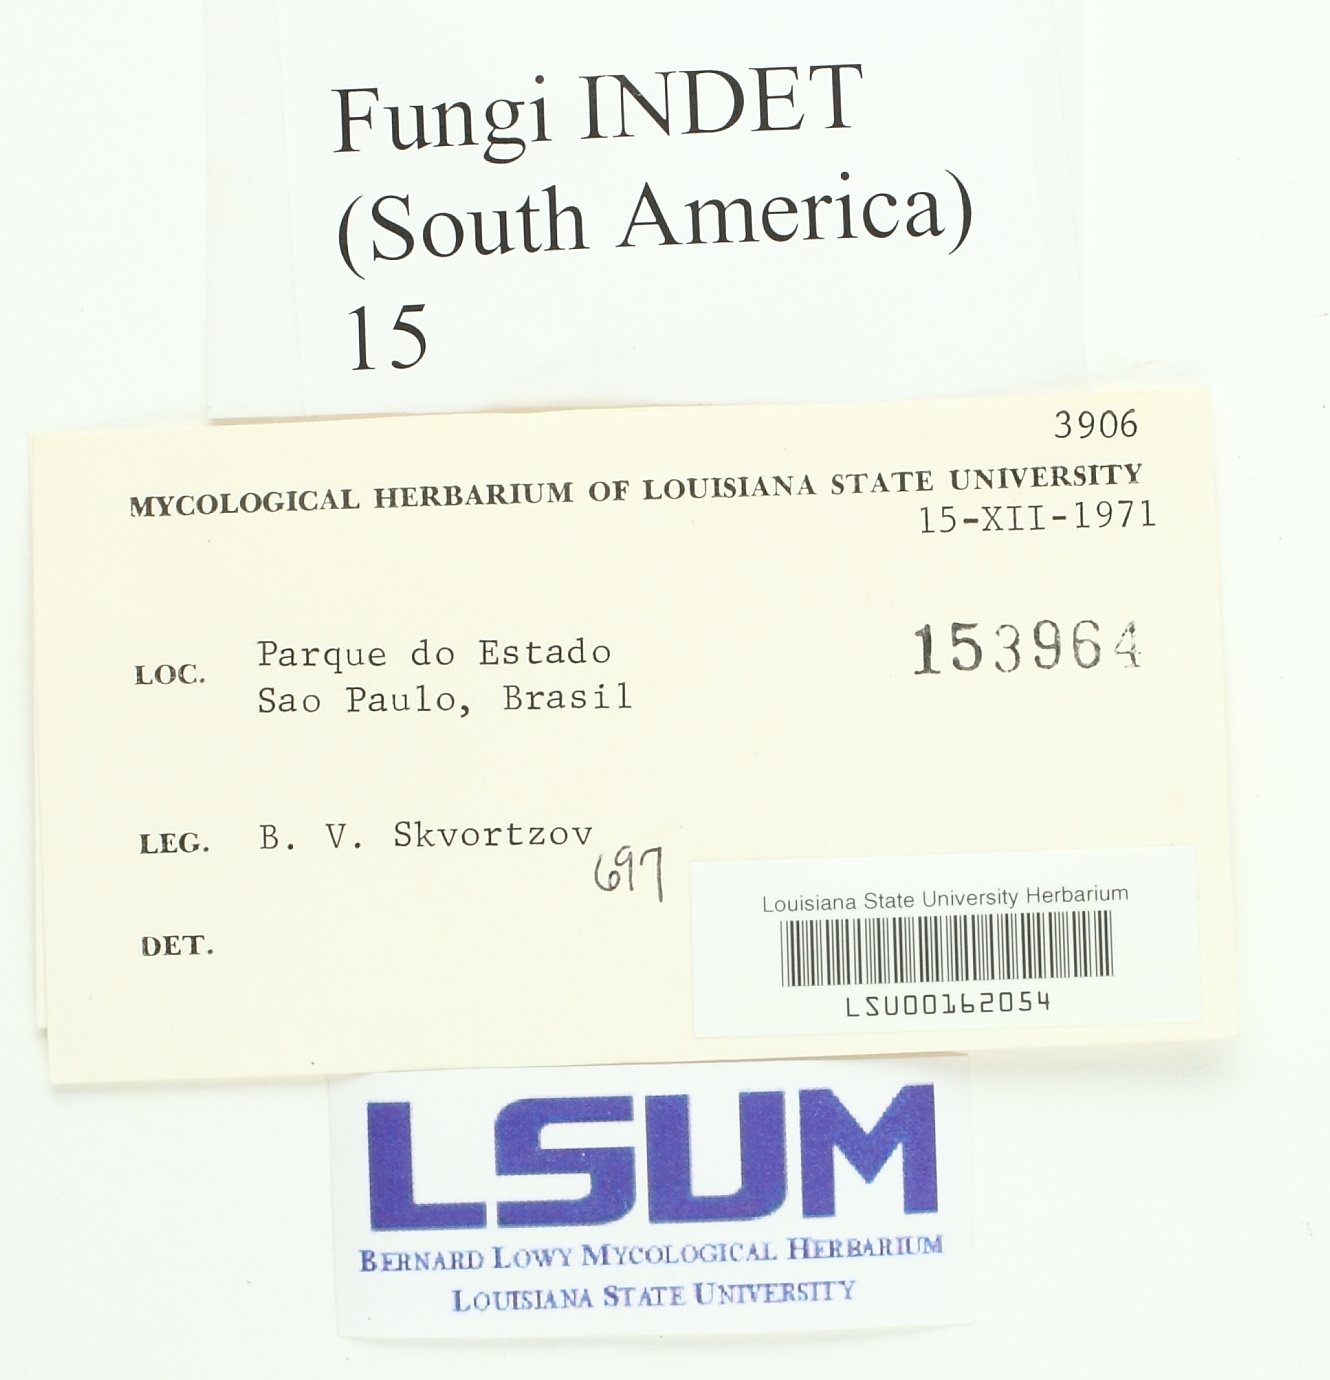 Fungi INDET
(South America)
15
3906
MYCOLOGICAL HERBARIUM OF LOUISIANA STATE UNIVERSITY
15-XII-1971
153964
LOC. Parque do Estado
Sao Paulo, Brasil
LEG. B. V. Skvortzov
697
DET.
Louisiana State University Herbarium
LSU00162054
LSUM
BERNARD LOWY MYCOLOGICAL HERBARIUM
LOUISIANA STATE UNIVERSITY